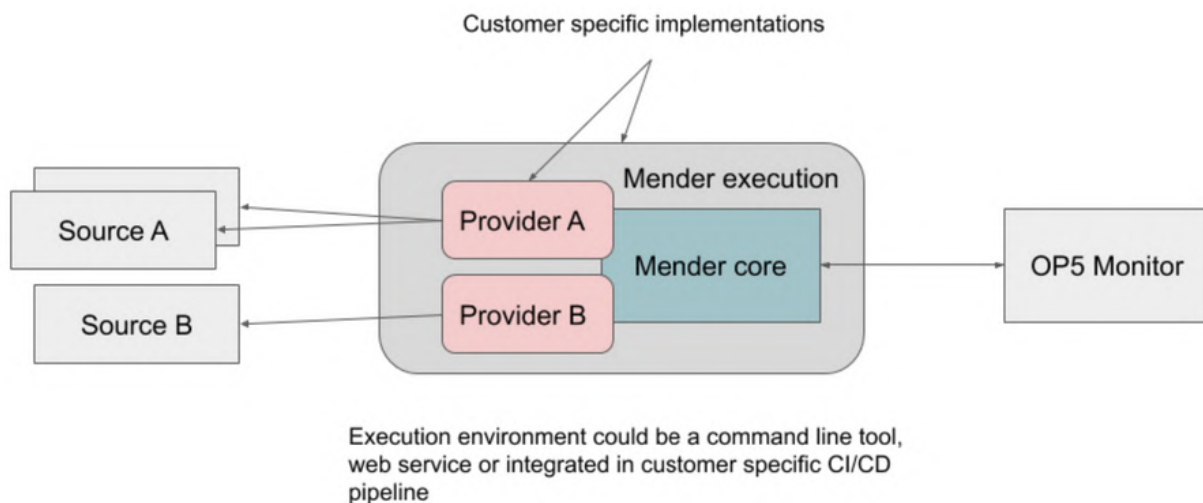 Customer specific implementations
Mender execution
Source A
Provider A
Mender core
OP5 Monitor
Source B
Provider B
Execution environment could be a command line tool,
web service or integrated in customer specific CI/CD
pipeline